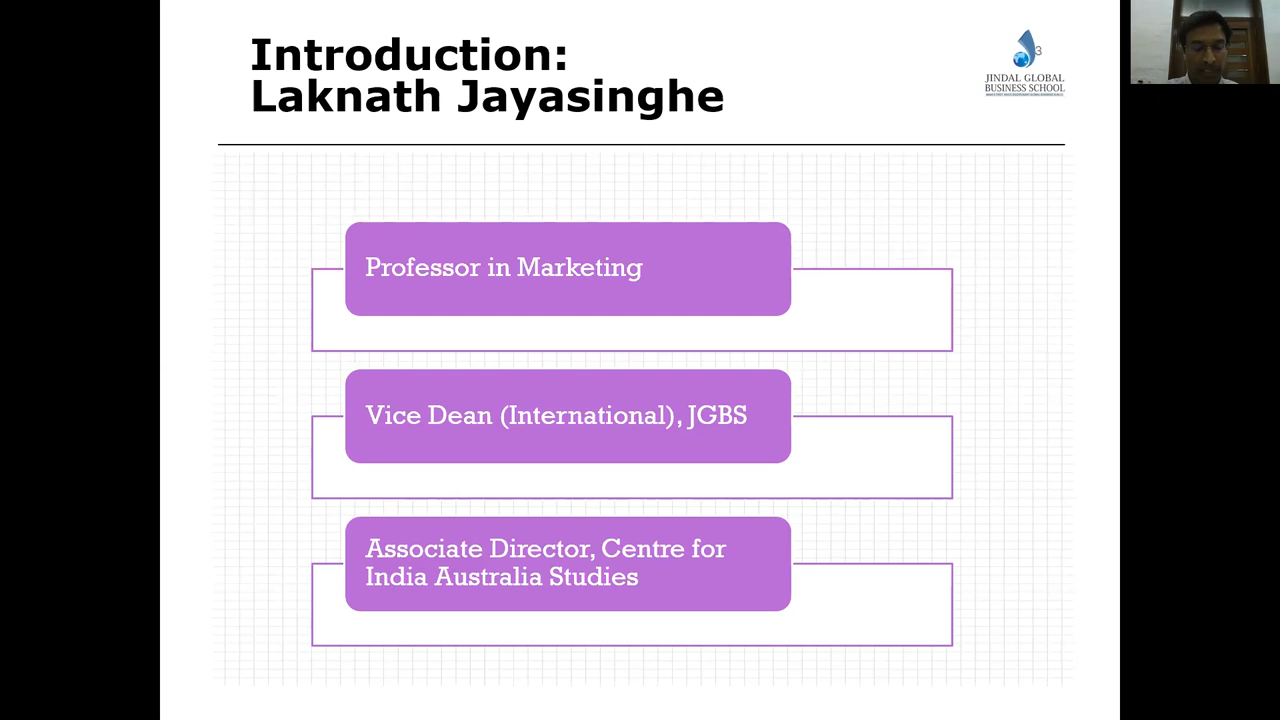 Introduction:
Laknath Jayasinghe
3
JINDAL GLOBAL
BUSINESS SCHOOL
Professor in Marketing
Vice Dean (International), JGBS
Associate Director, Centre for
India Australia Studies